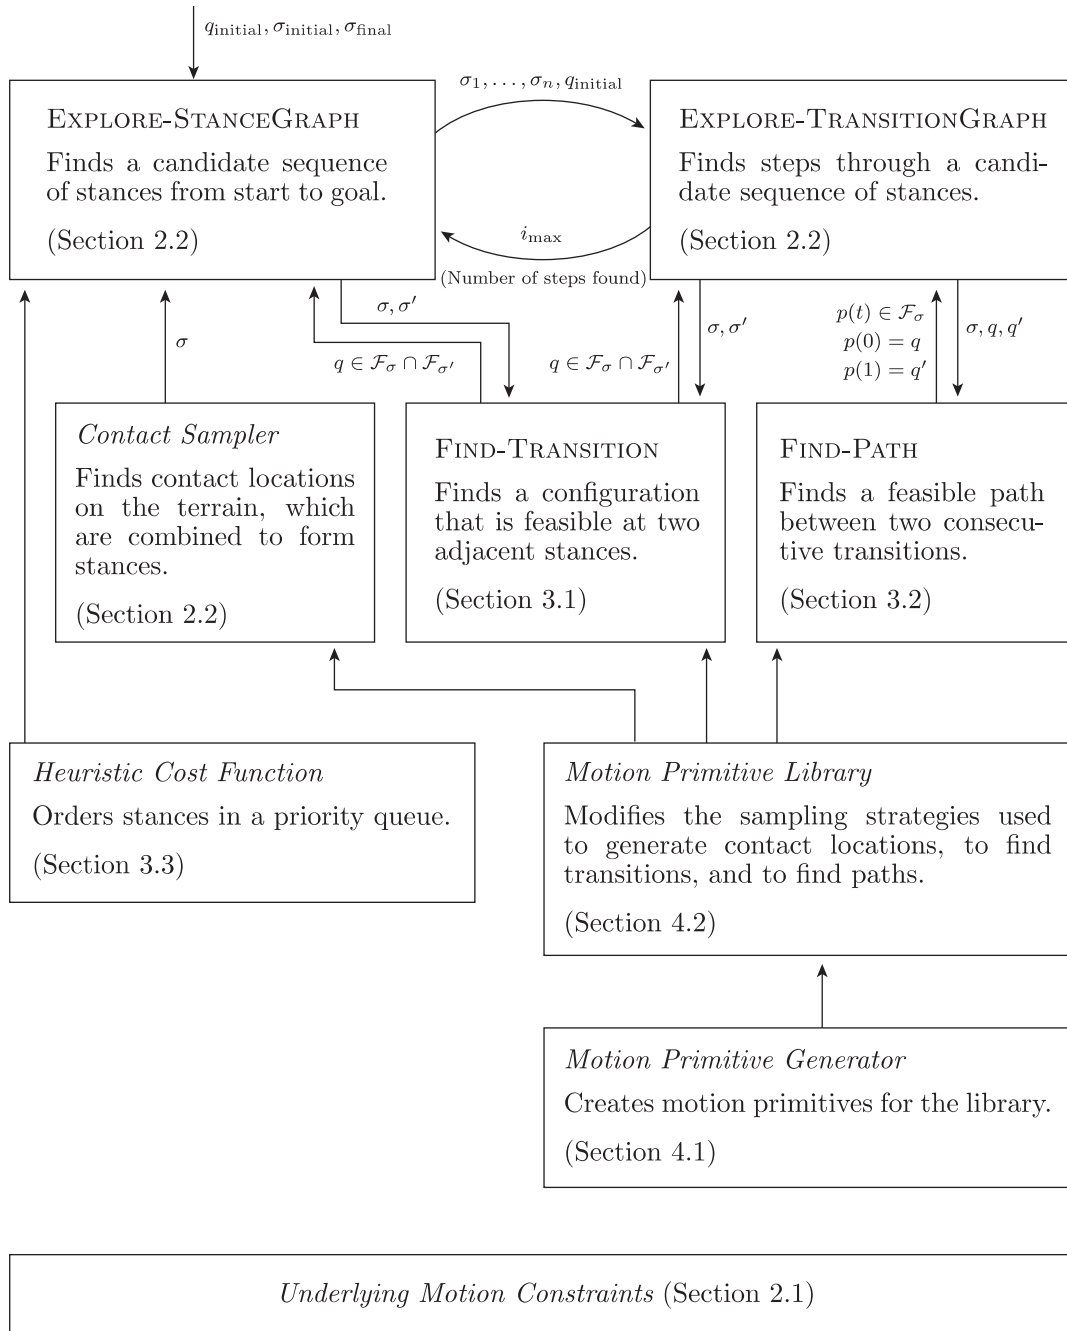 q_initial, σ_initial, σ_final
σ_1, . . . , σ_n, q_initial
EXPLORE-STANCEGRAPH
Finds a candidate sequence
of stances from start to goal.
(Section 2.2)
EXPLORE-TRANSITIONGRAPH
Finds steps through a candi-
date sequence of stances.
(Section 2.2)
i_max
(Number of steps found)
σ
σ, σ′
q ∈ F_σ ∩ F_σ′
q ∈ F_σ ∩ F_σ′
σ, σ′
p(t) ∈ F_σ
p(0) = q
p(1) = q′
σ, q, q′
Contact Sampler
Finds contact locations
on the terrain, which
are combined to form
stances.
(Section 2.2)
FIND-TRANSITION
Finds a configuration
that is feasible at two
adjacent stances.
(Section 3.1)
FIND-PATH
Finds a feasible path
between two consecu-
tive transitions.
(Section 3.2)
Heuristic Cost Function
Orders stances in a priority queue.
(Section 3.3)
Motion Primitive Library
Modifies the sampling strategies used
to generate contact locations, to find
transitions, and to find paths.
(Section 4.2)
Motion Primitive Generator
Creates motion primitives for the library.
(Section 4.1)
Underlying Motion Constraints (Section 2.1)